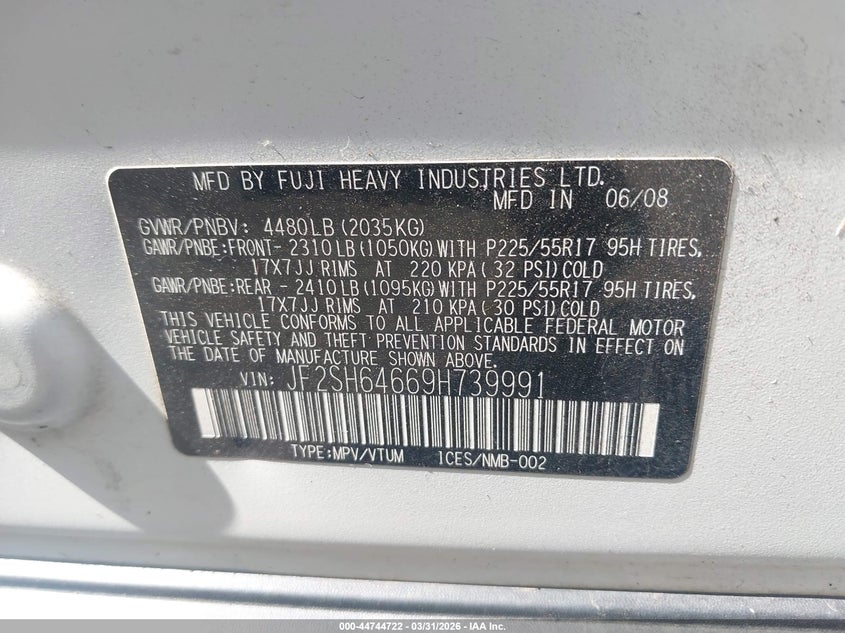 MFD BY FUJI HEAVY INDUSTRIES LTD.
MFD IN 06/08
GVWR/PNBV: 4480LB (2035KG)
GAWR/PNBE:FRONT- 2310LB (1050KG) WITH P225/55R17 95H TIRES,
17X7JJ RIMS AT 220 KPA ( 32 PSI) COLD
GAWR/PNBE:REAR - 2410LB (1095KG) WITH P225/55R17 95H TIRES,
17X7JJ RIMS AT 210 KPA ( 30 PSI) COLD
THIS VEHICLE CONFORMS TO ALL APPLICABLE FEDERAL MOTOR
VEHICLE SAFETY AND THEFT PREVENTION STANDARDS IN EFFECT ON
THE DATE OF MANUFACTURE SHOWN ABOVE.
VIN: JF2SH64669H739991
TYPE:MPV/VTUM ICES/NMB-002
000-44744722 - 03/31/2026 - IAA Inc.